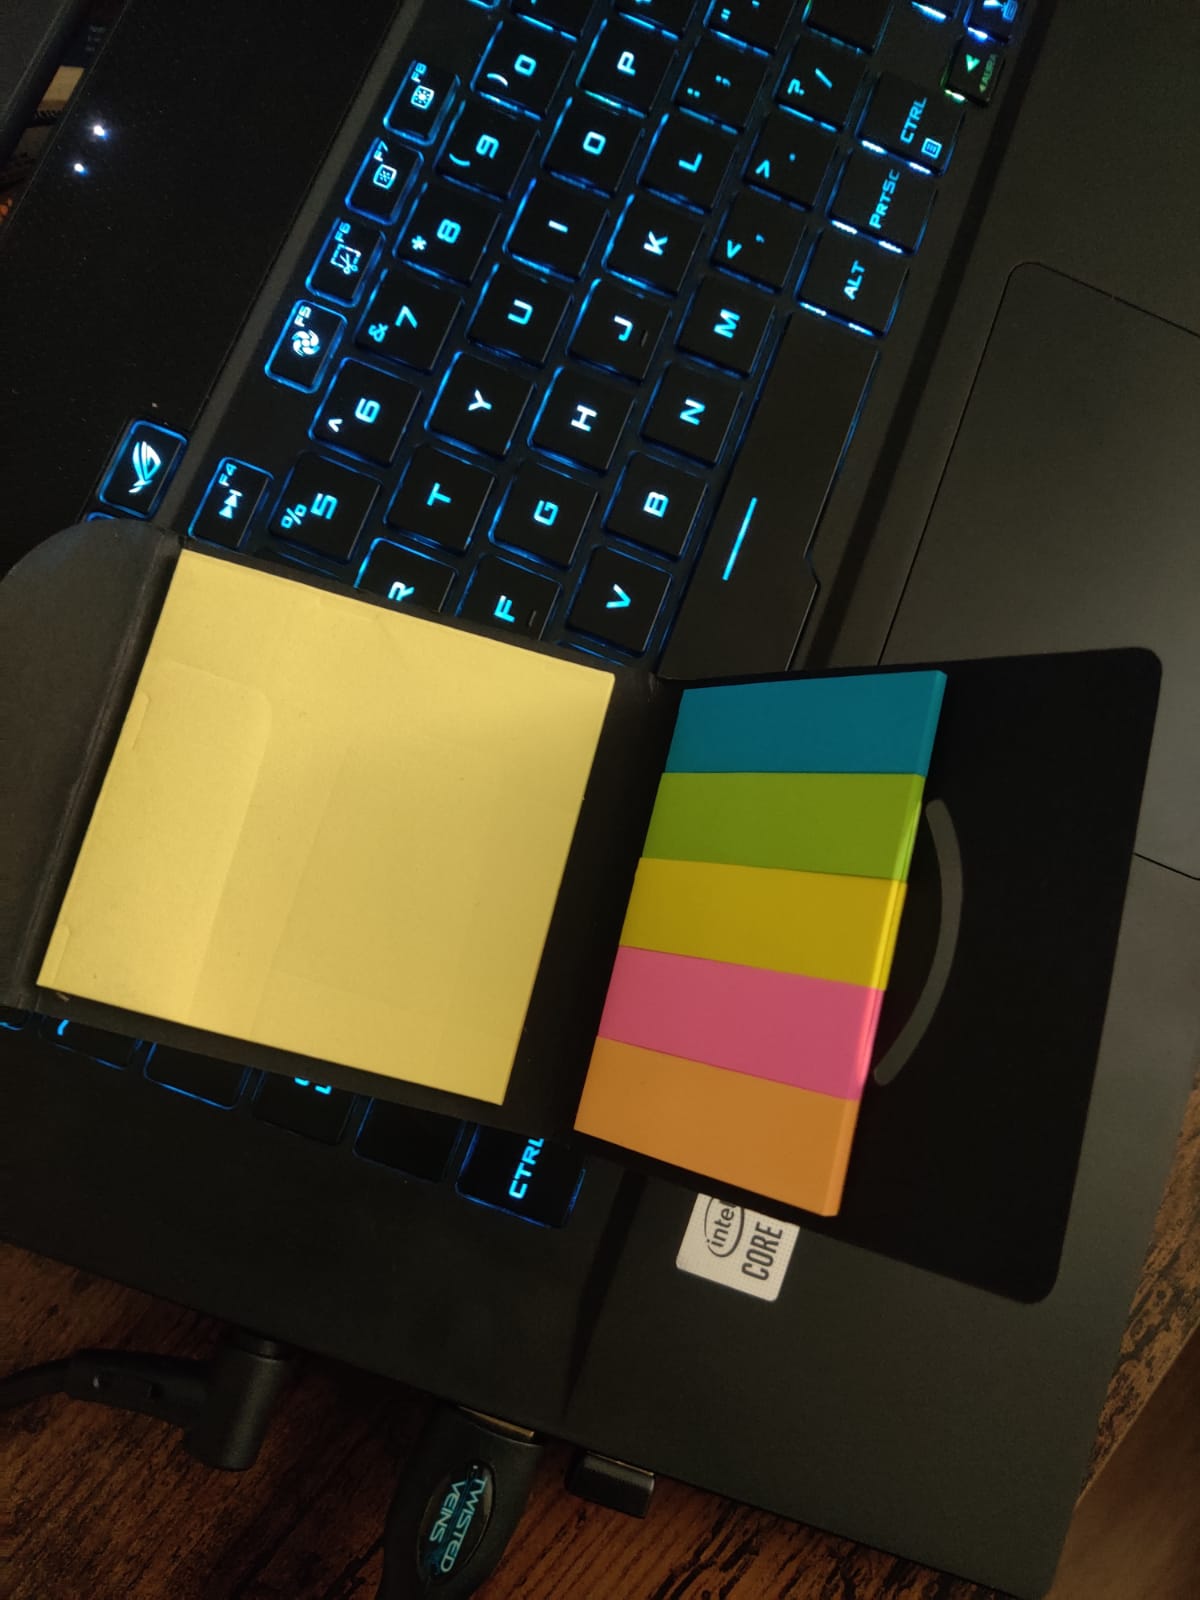 F8
F7
F6
F5
F4
) 0
( 9
* 8
& 7
^ 6
% 5
P
O
I
U
Y
T
R
: ;
L
K
J
H
G
F
? /
> .
< ,
M
N
B
V
AURA
CTRL
PRTSC
ALT
CTRL
intel
CORE
TWISTED
VEINS